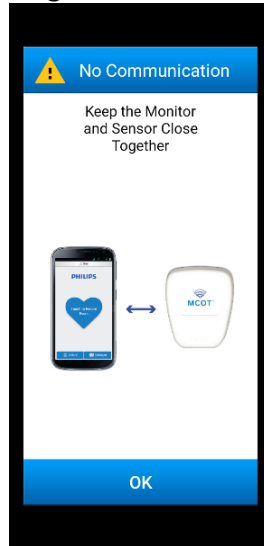 No Communication
Keep the Monitor
and Sensor Close
Together
PHILIPS
MCOT
OK